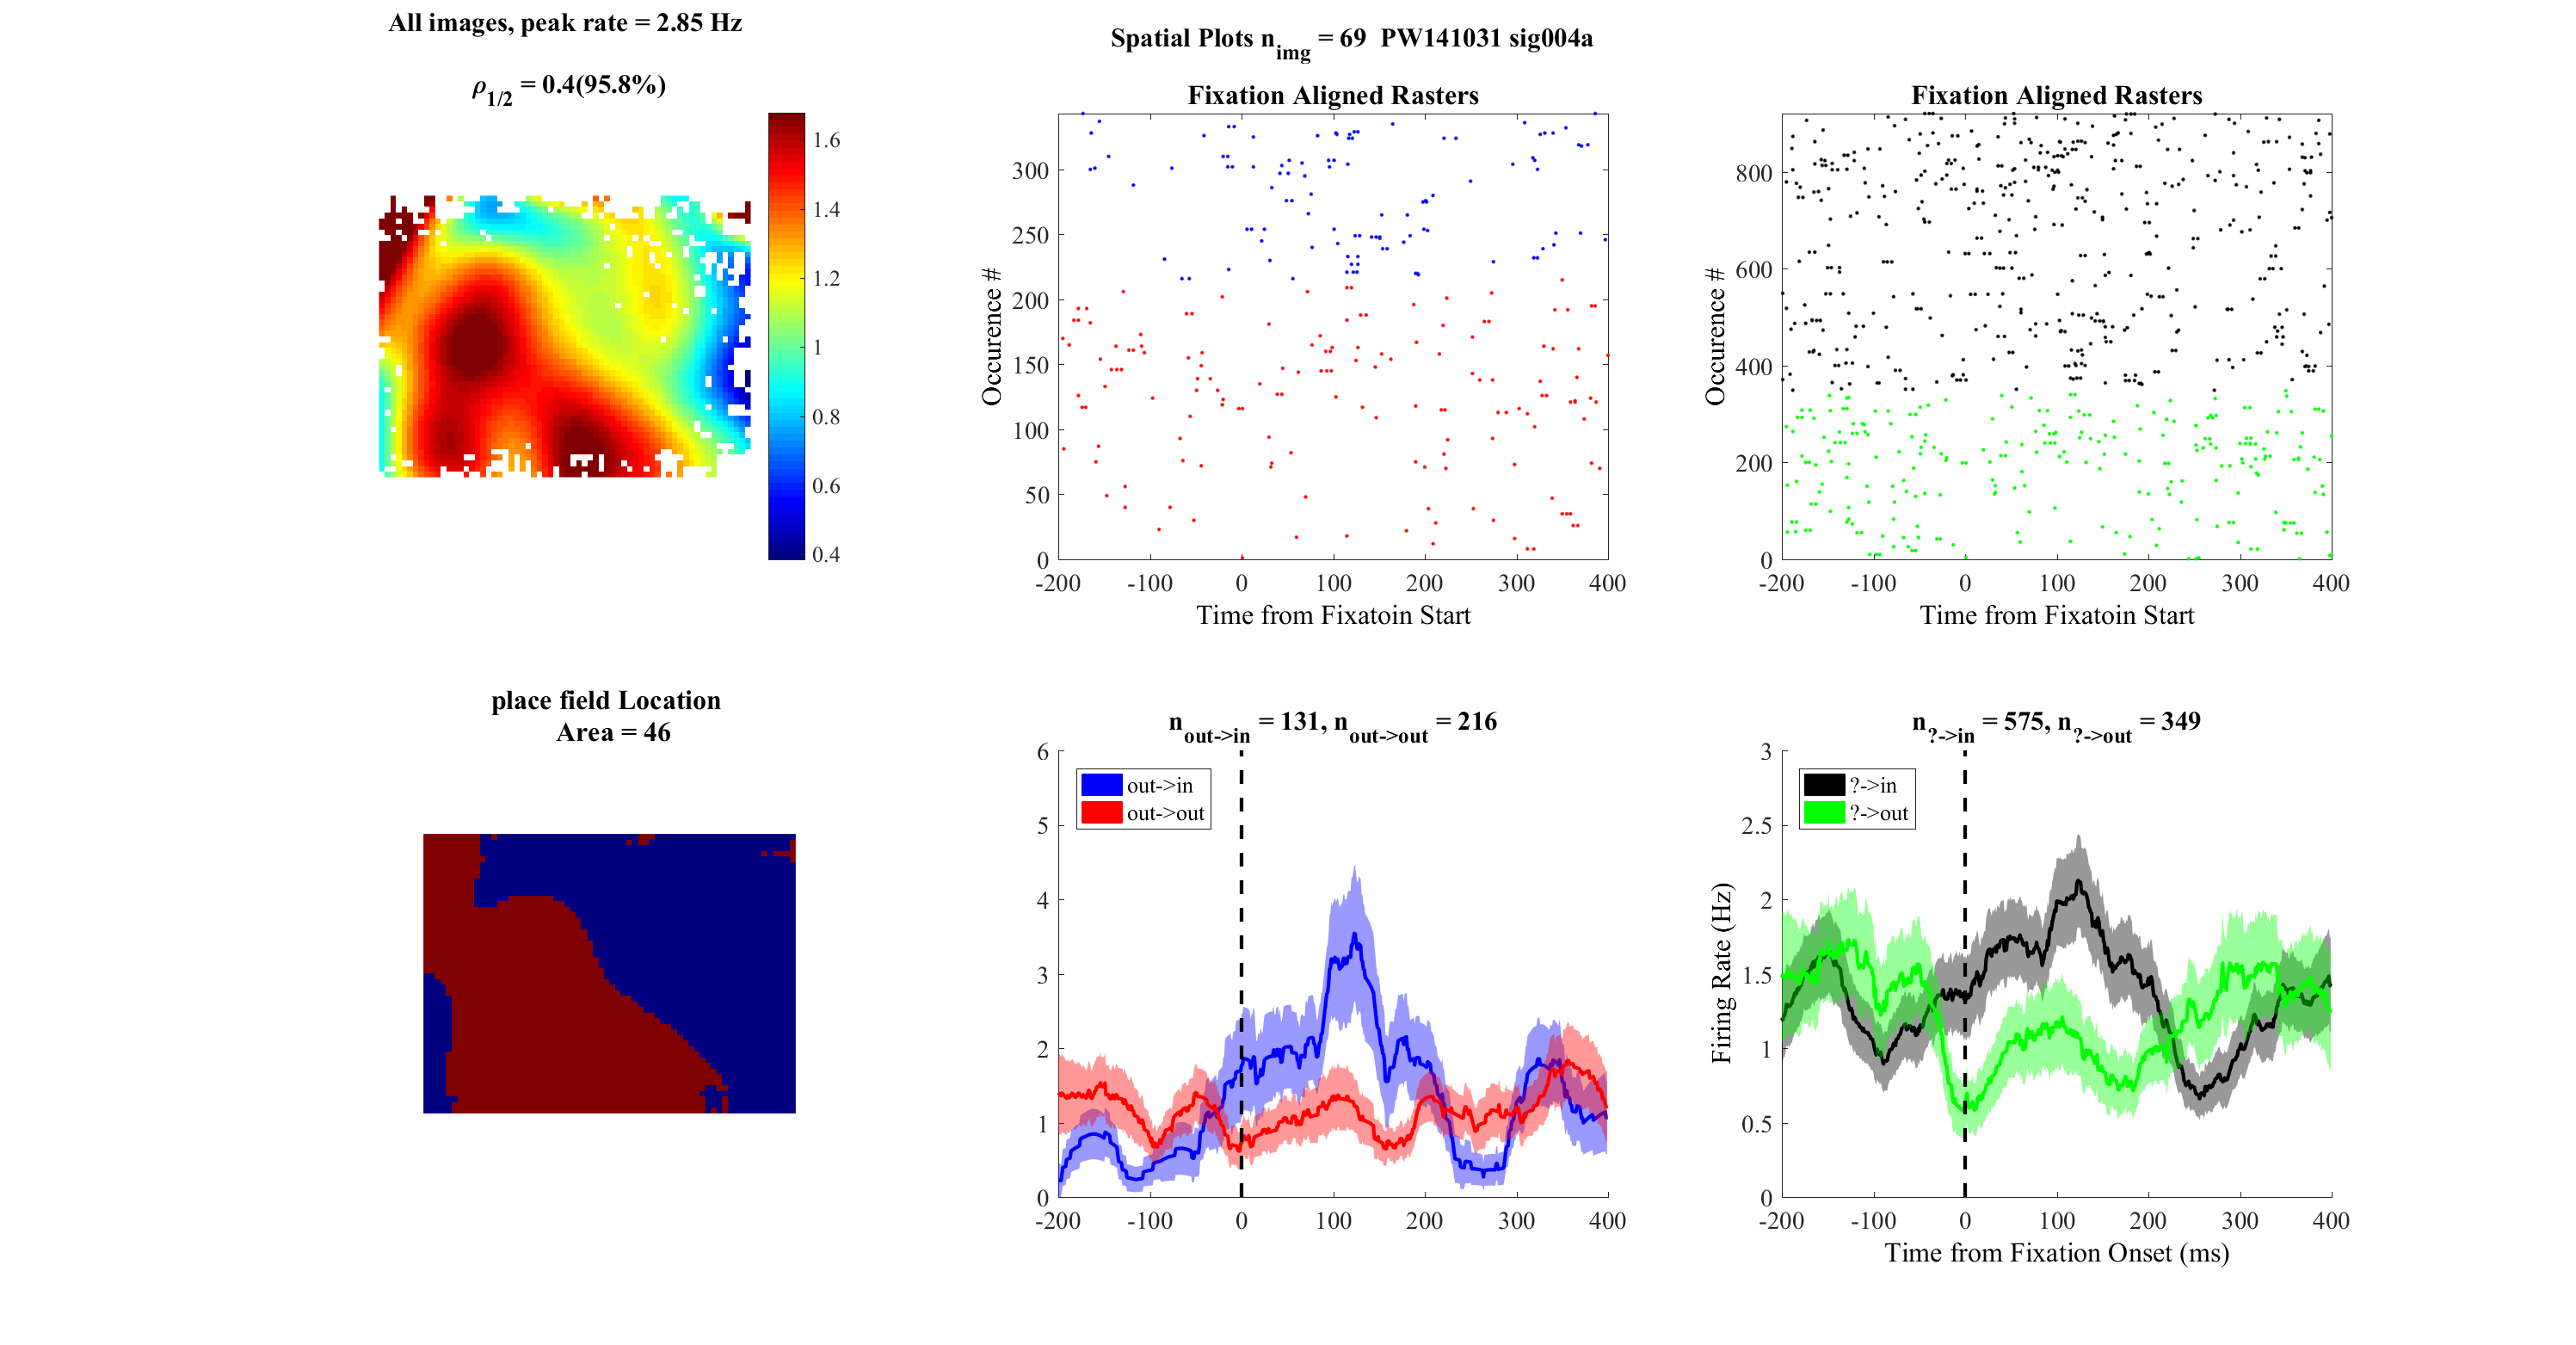 All images, peak rate = 2.85 Hz
ρ1/2 = 0.4(95.8%)
1.6
1.4
1.2
1
0.8
0.6
0.4
Spatial Plots nimg = 69 PW141031 sig004a
Fixation Aligned Rasters
Occurence #
300
250
200
150
100
50
0
-200 -100 0 100 200 300 400
Time from Fixatoin Start
Fixation Aligned Rasters
Occurence #
800
600
400
200
0
-200 -100 0 100 200 300 400
Time from Fixatoin Start
place field Location
Area = 46
nout->in = 131, nout->out = 216
out->in
out->out
6
5
4
3
2
1
0
-200 -100 0 100 200 300 400
n?->in = 575, n?->out = 349
?->in
?->out
Firing Rate (Hz)
3
2.5
2
1.5
1
0.5
0
-200 -100 0 100 200 300 400
Time from Fixation Onset (ms)